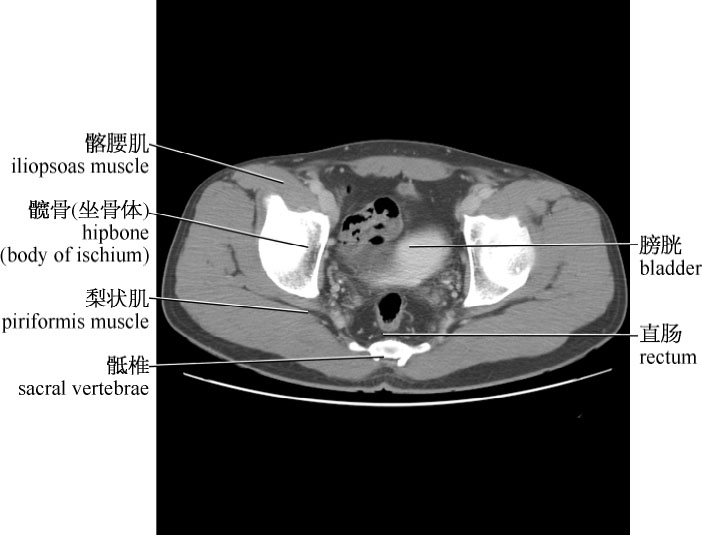 髂腰肌
iliopsoas muscle
髋骨(坐骨体)
hipbone
(body of ischium)
梨状肌
piriformis muscle
骶椎
sacral vertebrae
膀胱
bladder
直肠
rectum